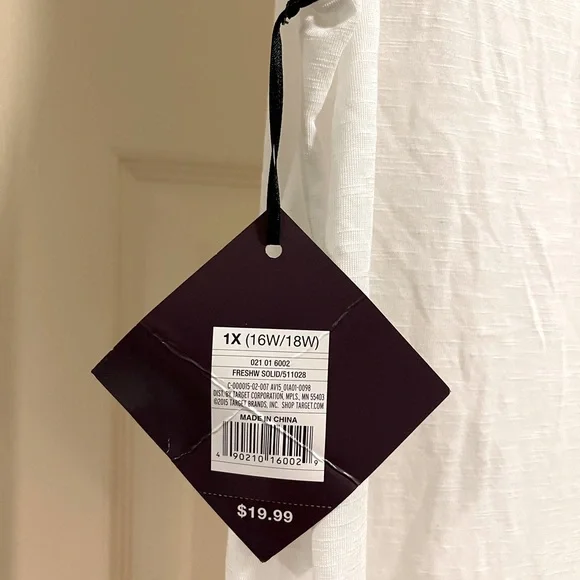 1X (16W/18W)
021 01 6002
FRESHW SOLID/511028
C-000015-02-007 AV15_01A01-0098
DIST. BY TARGET CORPORATION, MPLS, MN 55403
©2015 TARGET BRANDS, INC. SHOP TARGET.COM
MADE IN CHINA
4 90210 16002 9
$19.99